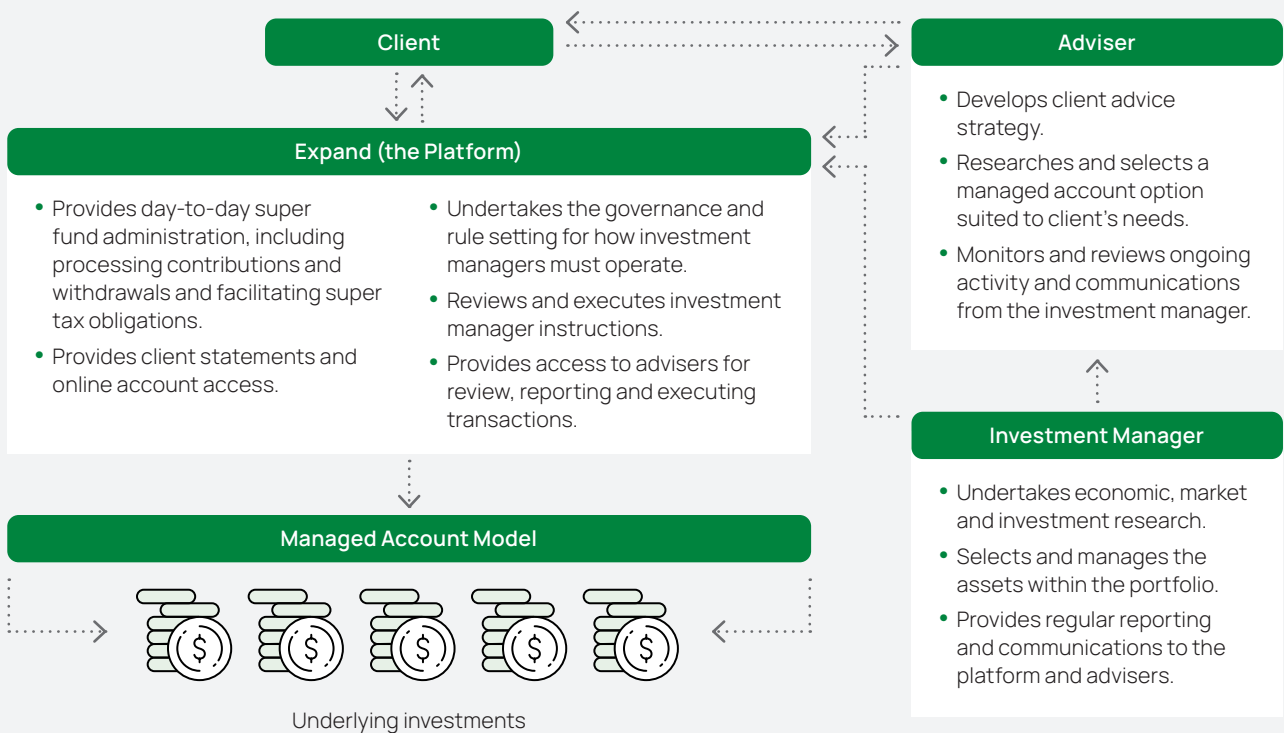 Client
Adviser
• Develops client advice
strategy.
• Researches and selects a
managed account option
suited to client's needs.
• Monitors and reviews ongoing
activity and communications
from the investment manager.
Expand (the Platform)
• Provides day-to-day super
fund administration, including
processing contributions and
withdrawals and facilitating super
tax obligations.
• Provides client statements and
online account access.
• Undertakes the governance and
rule setting for how investment
managers must operate.
• Reviews and executes investment
manager instructions.
• Provides access to advisers for
review, reporting and executing
transactions.
Investment Manager
• Undertakes economic, market
and investment research.
• Selects and manages the
assets within the portfolio.
• Provides regular reporting
and communications to the
platform and advisers.
Managed Account Model
$ $ $ $ $
Underlying investments